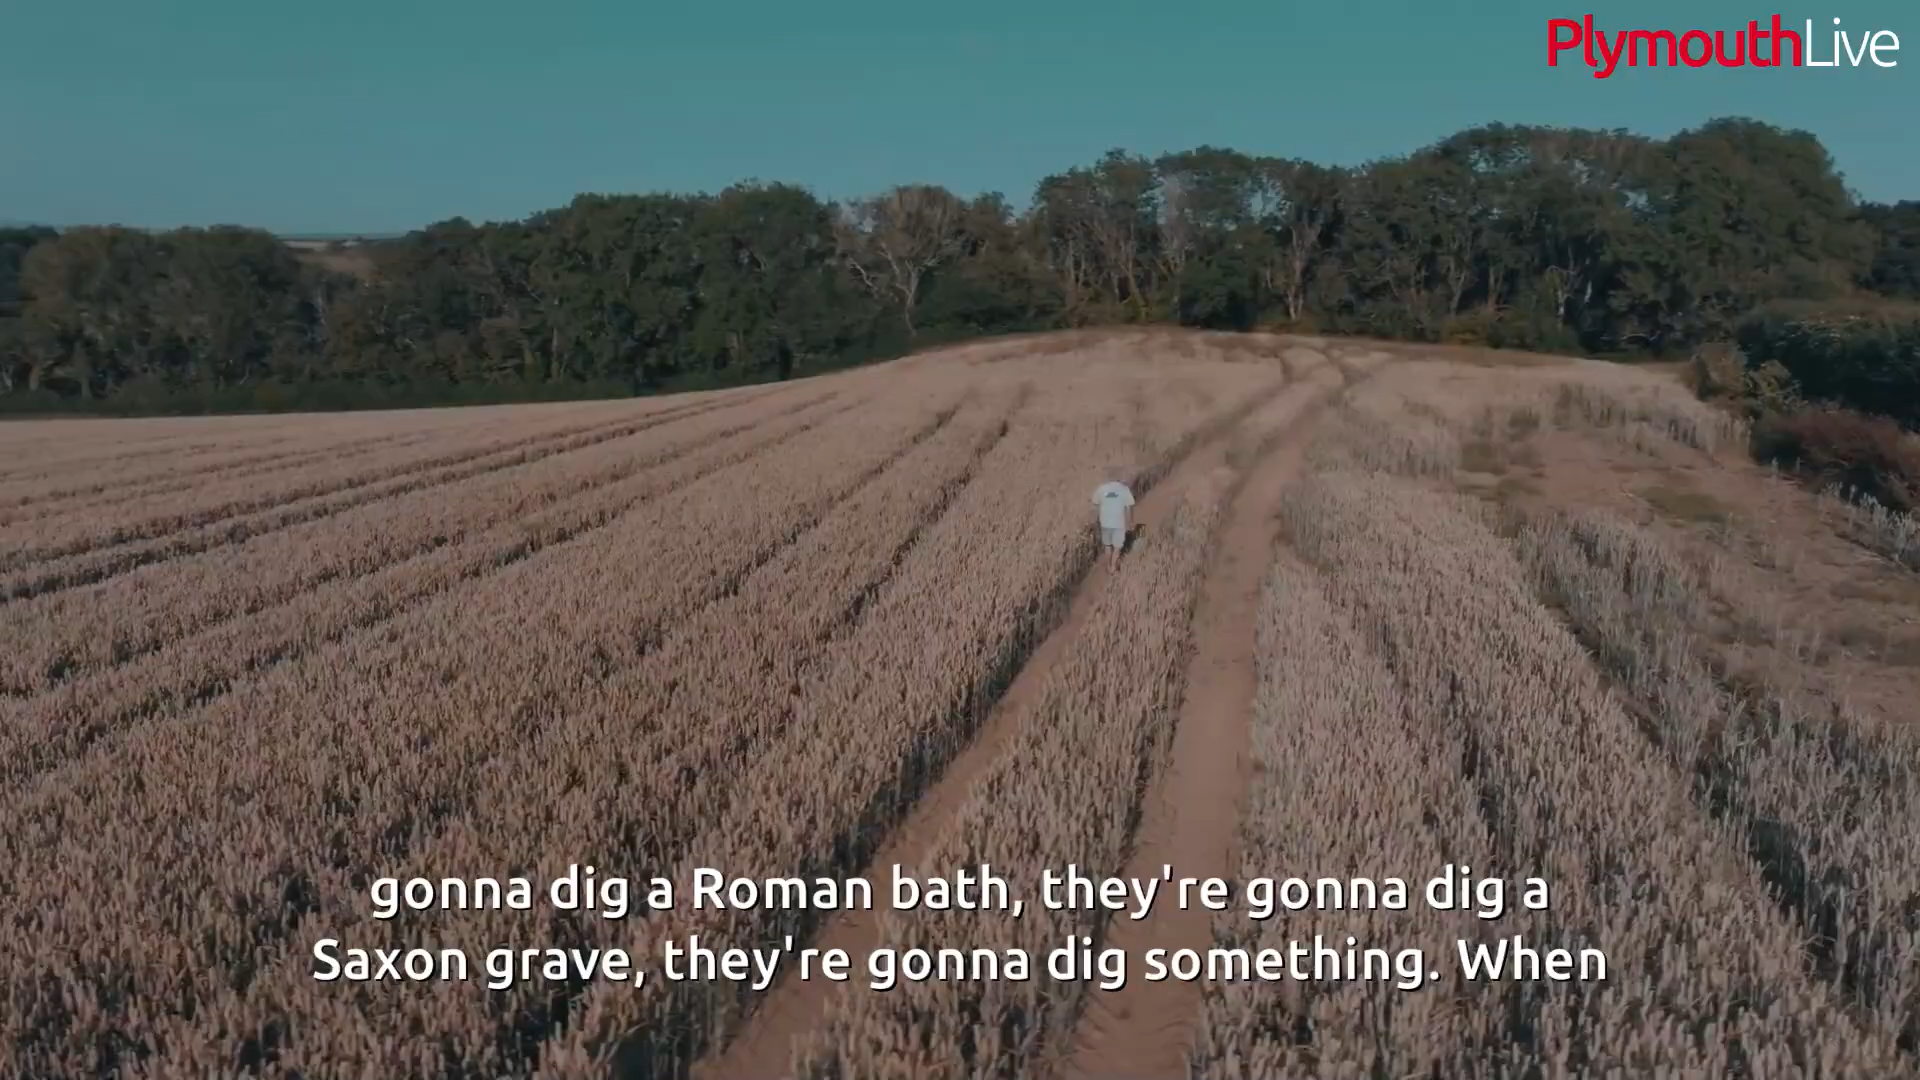 PlymouthLive
gonna dig a Roman bath, they're gonna dig a
Saxon grave, they're gonna dig something. When